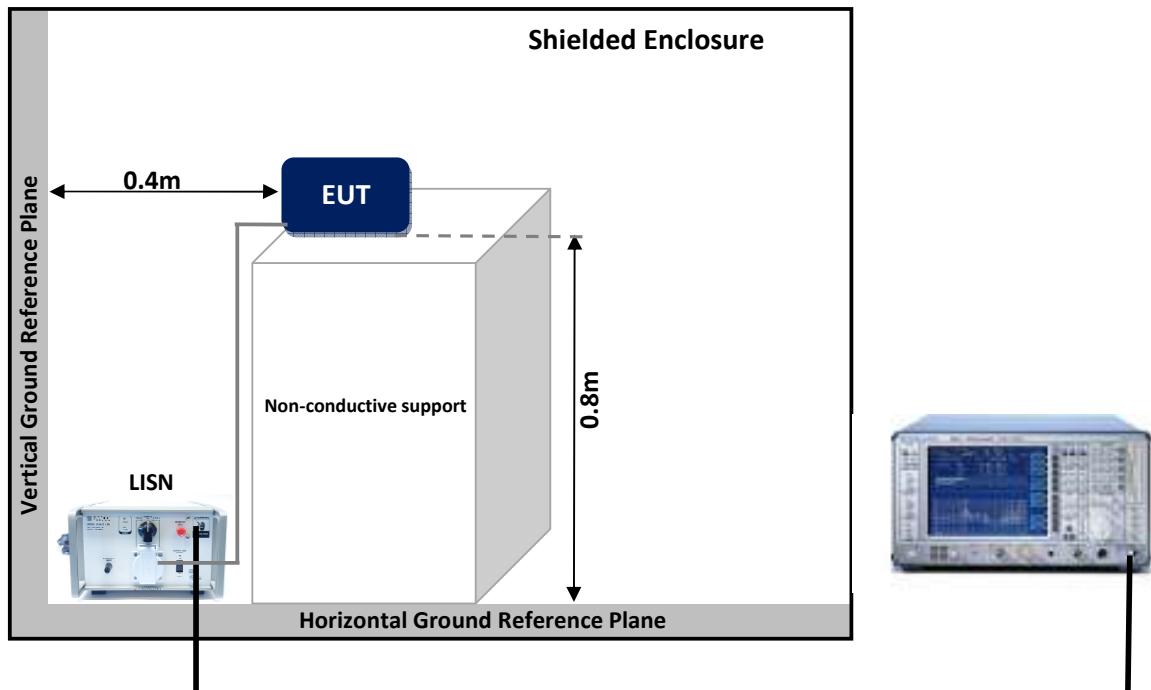 Shielded Enclosure
Vertical Ground Reference Plane
0.4m
EUT
Non-conductive support
0.8m
LISN
Horizontal Ground Reference Plane